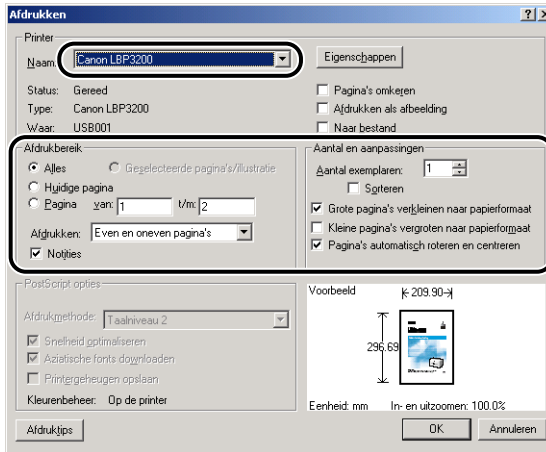 Afdrukken
Printer
Naam:
Canon LBP3200
Eigenschappen
Status: Gereed
Type: Canon LBP3200
Waar: USB001
Pagina's omkeren
Afdrukken als afbeelding
Naar bestand
Afdrukbereik
Alles
Geselecteerde pagina's/illustratie
Huidige pagina
Pagina van: 1 t/m: 2
Afdrukken: Even en oneven pagina's
Notities
Aantal en aanpassingen
Aantal exemplaren: 1
Sorteren
Grote pagina's verkleinen naar papierformaat
Kleine pagina's vergroten naar papierformaat
Pagina's automatisch roteren en centreren
PostScript opties
Afdrukmethode: Taalniveau 2
Snelheid optimaliseren
Aziatische fonts downloaden
Printergeheugen opslaan
Kleurenbeheer: Op de printer
Voorbeeld
209.90
296.69
Eenheid: mm In- en uitzoomen: 100.0%
Afdruktips
OK
Annuleren